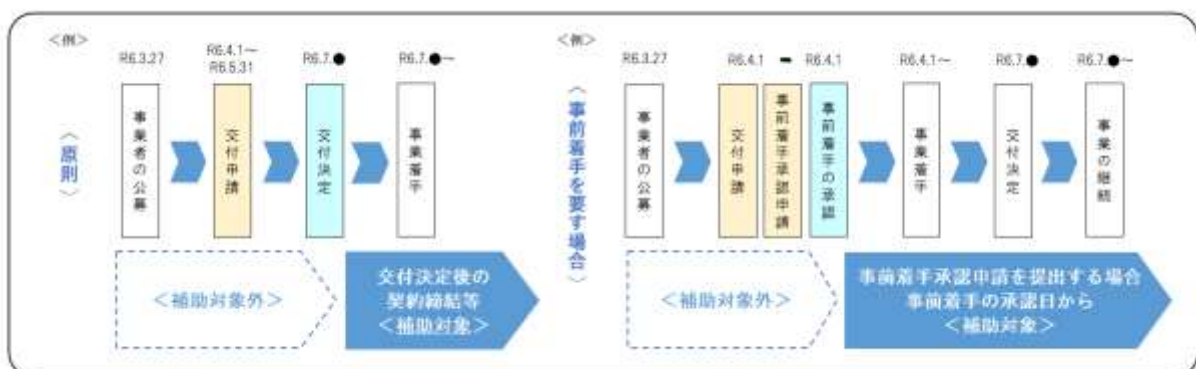 <例>
R6.3.27
R6.4.1～
R6.5.31
R6.7.●
R6.7.●～
〈原則〉
事業者の公募
交付申請
交付決定
事業着手
<補助対象外>
交付決定後の
契約締結等
<補助対象>
<例>
R6.3.27
R6.4.1 ➡ R6.4.1
R6.4.1～
R6.7.●
R6.7.●～
〈事前着手を要す場合〉
事業者の公募
交付申請
事前着手承認申請
事前着手の承認
事業着手
交付決定
事業の継続
<補助対象外>
事前着手承認申請を提出する場合
事前着手の承認日から
<補助対象>